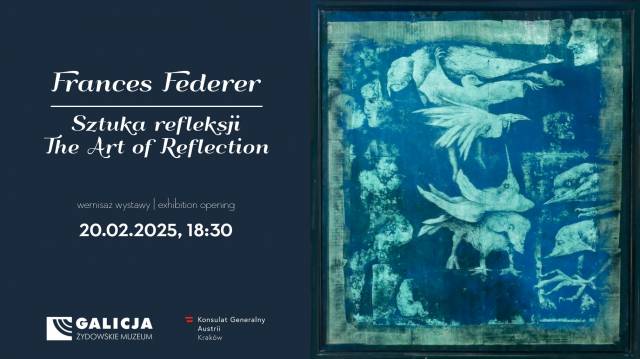 Frances Federer
Sztuka refleksji
The Art of Reflection
wernisaż wystawy | exhibition opening
20.02.2025, 18:30
GALICJA
ŻYDOWSKIE MUZEUM
Konsulat Generalny
Austrii
Kraków